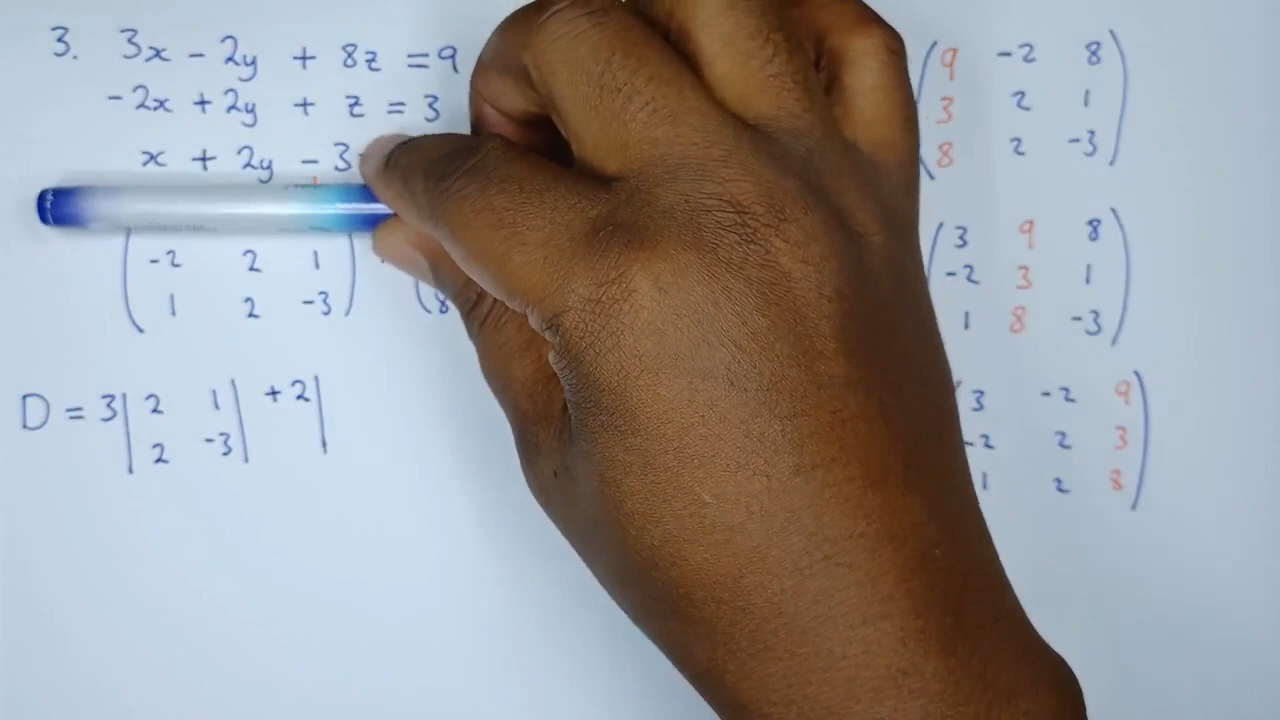 3. 3x - 2y + 8z = 9
-2x + 2y + z = 3
x + 2y - 3
-2 2 1
1 2 -3
(8
D = 3| 2 1 | + 2|
2 -3
9 -2 8
3 2 1
8 2 -3
3 9 8
-2 3 1
1 8 -3
3 -2 9
-2 2 3
1 2 8